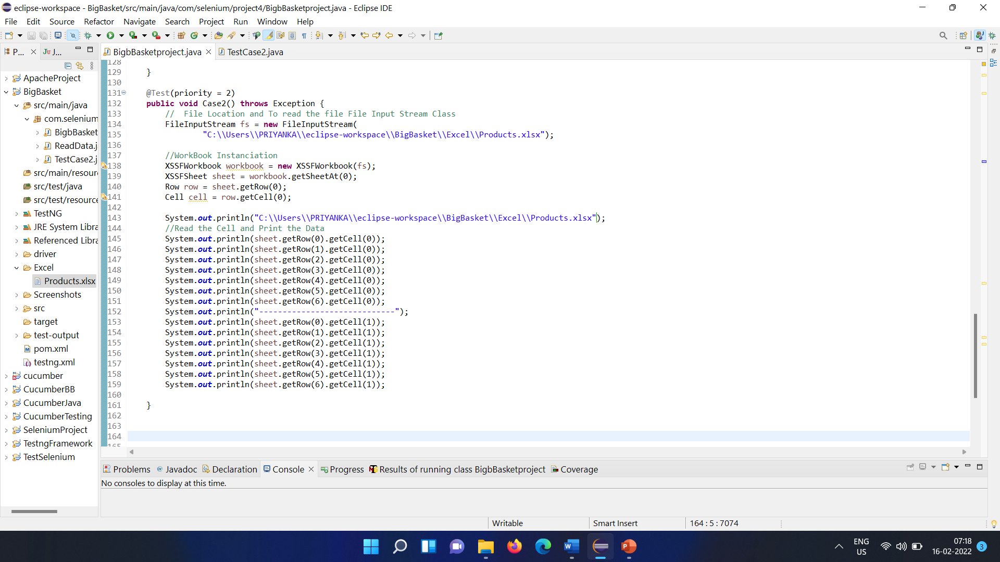 eclipse-workspace - BigBasket/src/main/java/com/selenium/project4/BigbBasketproject.java - Eclipse IDE
File Edit Source Refactor Navigate Search Project Run Window Help
P... J... BigbBasketproject.java TestCase2.java
ApacheProject
BigBasket
src/main/java
com.selenium
BigbBasket
ReadData.j
TestCase2.j
src/main/resour
src/test/java
src/test/resource
TestNG
JRE System Libra
Referenced Libra
driver
Excel
Products.xlsx
Screenshots
src
target
test-output
pom.xml
testng.xml
cucumber
CucumberBB
CucumberJava
CucumberTesting
SeleniumProject
TestngFramework
TestSelenium
128
129 }
130
131 @Test(priority = 2)
132 public void Case2() throws Exception {
133 // File Location and To read the file File Input Stream Class
134 FileInputStream fs = new FileInputStream(
135 "C:\\Users\\PRIYANKA\\eclipse-workspace\\BigBasket\\Excel\\Products.xlsx");
136
137 //WorkBook Instanciation
138 XSSFWorkbook workbook = new XSSFWorkbook(fs);
139 XSSFSheet sheet = workbook.getSheetAt(0);
140 Row row = sheet.getRow(0);
141 Cell cell = row.getCell(0);
142
143 System.out.println("C:\\Users\\PRIYANKA\\eclipse-workspace\\BigBasket\\Excel\\Products.xlsx");
144 //Read the Cell and Print the Data
145 System.out.println(sheet.getRow(0).getCell(0));
146 System.out.println(sheet.getRow(1).getCell(0));
147 System.out.println(sheet.getRow(2).getCell(0));
148 System.out.println(sheet.getRow(3).getCell(0));
149 System.out.println(sheet.getRow(4).getCell(0));
150 System.out.println(sheet.getRow(5).getCell(0));
151 System.out.println(sheet.getRow(6).getCell(0));
152 System.out.println("-----------------------------");
153 System.out.println(sheet.getRow(0).getCell(1));
154 System.out.println(sheet.getRow(1).getCell(1));
155 System.out.println(sheet.getRow(2).getCell(1));
156 System.out.println(sheet.getRow(3).getCell(1));
157 System.out.println(sheet.getRow(4).getCell(1));
158 System.out.println(sheet.getRow(5).getCell(1));
159 System.out.println(sheet.getRow(6).getCell(1));
160
161 }
162
163
164
165
Problems @ Javadoc Declaration Console Progress Results of running class BigbBasketproject Coverage
No consoles to display at this time.
Writable Smart Insert 164 : 5 : 7074
ENG
US
07:18
16-02-2022
3